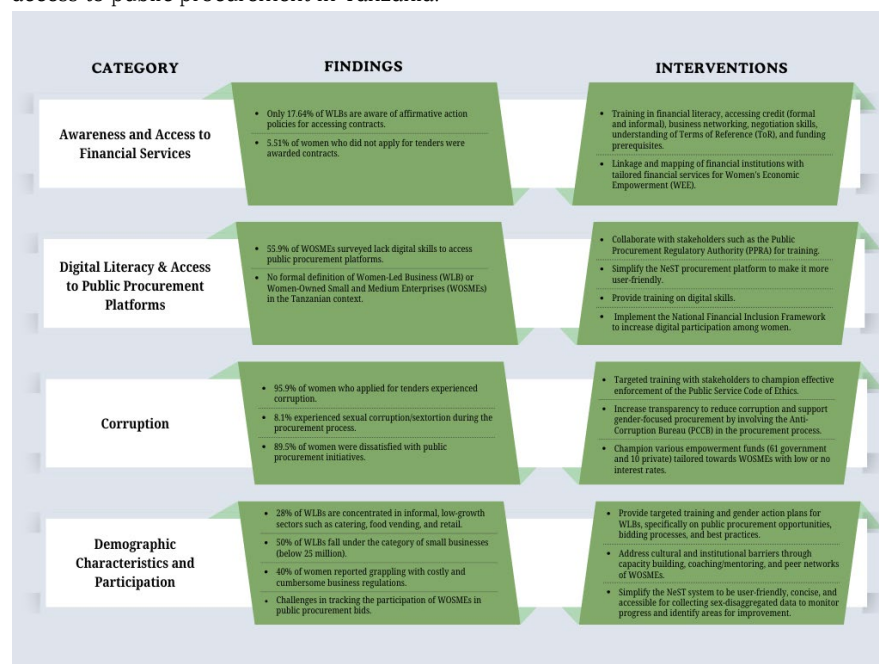 access to public procurement in Tanzania.
CATEGORY
FINDINGS
INTERVENTIONS
Awareness and Access to
Financial Services
• Only 17.64% of WLBs are aware of affirmative action
policies for accessing contracts.
• 5.51% of women who did not apply for tenders were
awarded contracts.
• Training in financial literacy, accessing credit (formal
and informal), business networking, negotiation skills,
understanding of Terms of Reference (ToR), and funding
prerequisites.
• Linkage and mapping of financial institutions with
tailored financial services for Women's Economic
Empowerment (WEE).
Digital Literacy & Access
to Public Procurement
Platforms
• 55.9% of WOSMEs surveyed lack digital skills to access
public procurement platforms.
• No formal definition of Women-Led Business (WLB) or
Women-Owned Small and Medium Enterprises (WOSMEs)
in the Tanzanian context.
• Collaborate with stakeholders such as the Public
Procurement Regulatory Authority (PPRA) for training.
• Simplify the NeST procurement platform to make it more
user-friendly.
• Provide training on digital skills.
• Implement the National Financial Inclusion Framework
to increase digital participation among women.
Corruption
• 95.9% of women who applied for tenders experienced
corruption.
• 8.1% experienced sexual corruption/sextortion during the
procurement process.
• 89.5% of women were dissatisfied with public
procurement initiatives.
• Targeted training with stakeholders to champion effective
enforcement of the Public Service Code of Ethics.
• Increase transparency to reduce corruption and support
gender-focused procurement by involving the Anti-
Corruption Bureau (PCCB) in the procurement process.
• Champion various empowerment funds (61 government
and 10 private) tailored towards WOSMEs with low or no
interest rates.
Demographic
Characteristics and
Participation
• 28% of WLBs are concentrated in informal, low-growth
sectors such as catering, food vending, and retail.
• 50% of WLBs fall under the category of small businesses
(below 25 million).
• 40% of women reported grappling with costly and
cumbersome business regulations.
• Challenges in tracking the participation of WOSMEs in
public procurement bids.
• Provide targeted training and gender action plans for
WLBs, specifically on public procurement opportunities,
bidding processes, and best practices.
• Address cultural and institutional barriers through
capacity building, coaching/mentoring, and peer networks
of WOSMEs.
• Simplify the NeST system to be user-friendly, concise, and
accessible for collecting sex-disaggregated data to monitor
progress and identify areas for improvement.